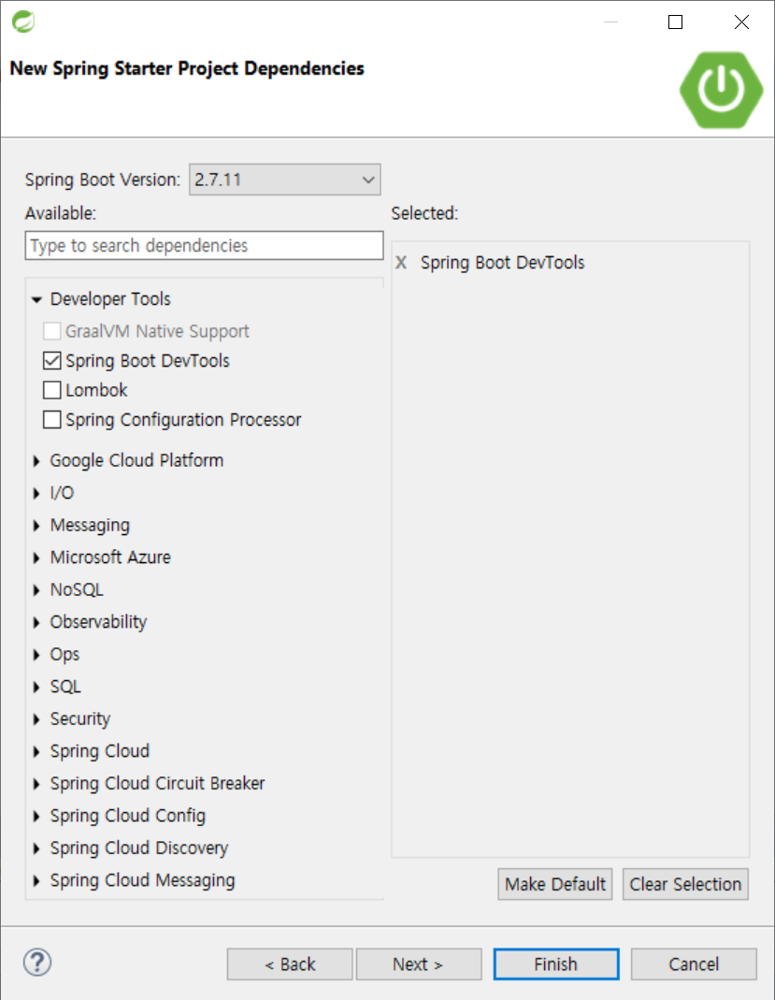 New Spring Starter Project Dependencies
Spring Boot Version: 2.7.11
Available:
Selected:
Type to search dependencies
X Spring Boot DevTools
Developer Tools
GraalVM Native Support
Spring Boot DevTools
Lombok
Spring Configuration Processor
Google Cloud Platform
I/O
Messaging
Microsoft Azure
NoSQL
Observability
Ops
SQL
Security
Spring Cloud
Spring Cloud Circuit Breaker
Spring Cloud Config
Spring Cloud Discovery
Spring Cloud Messaging
Make Default
Clear Selection
?
< Back
Next >
Finish
Cancel